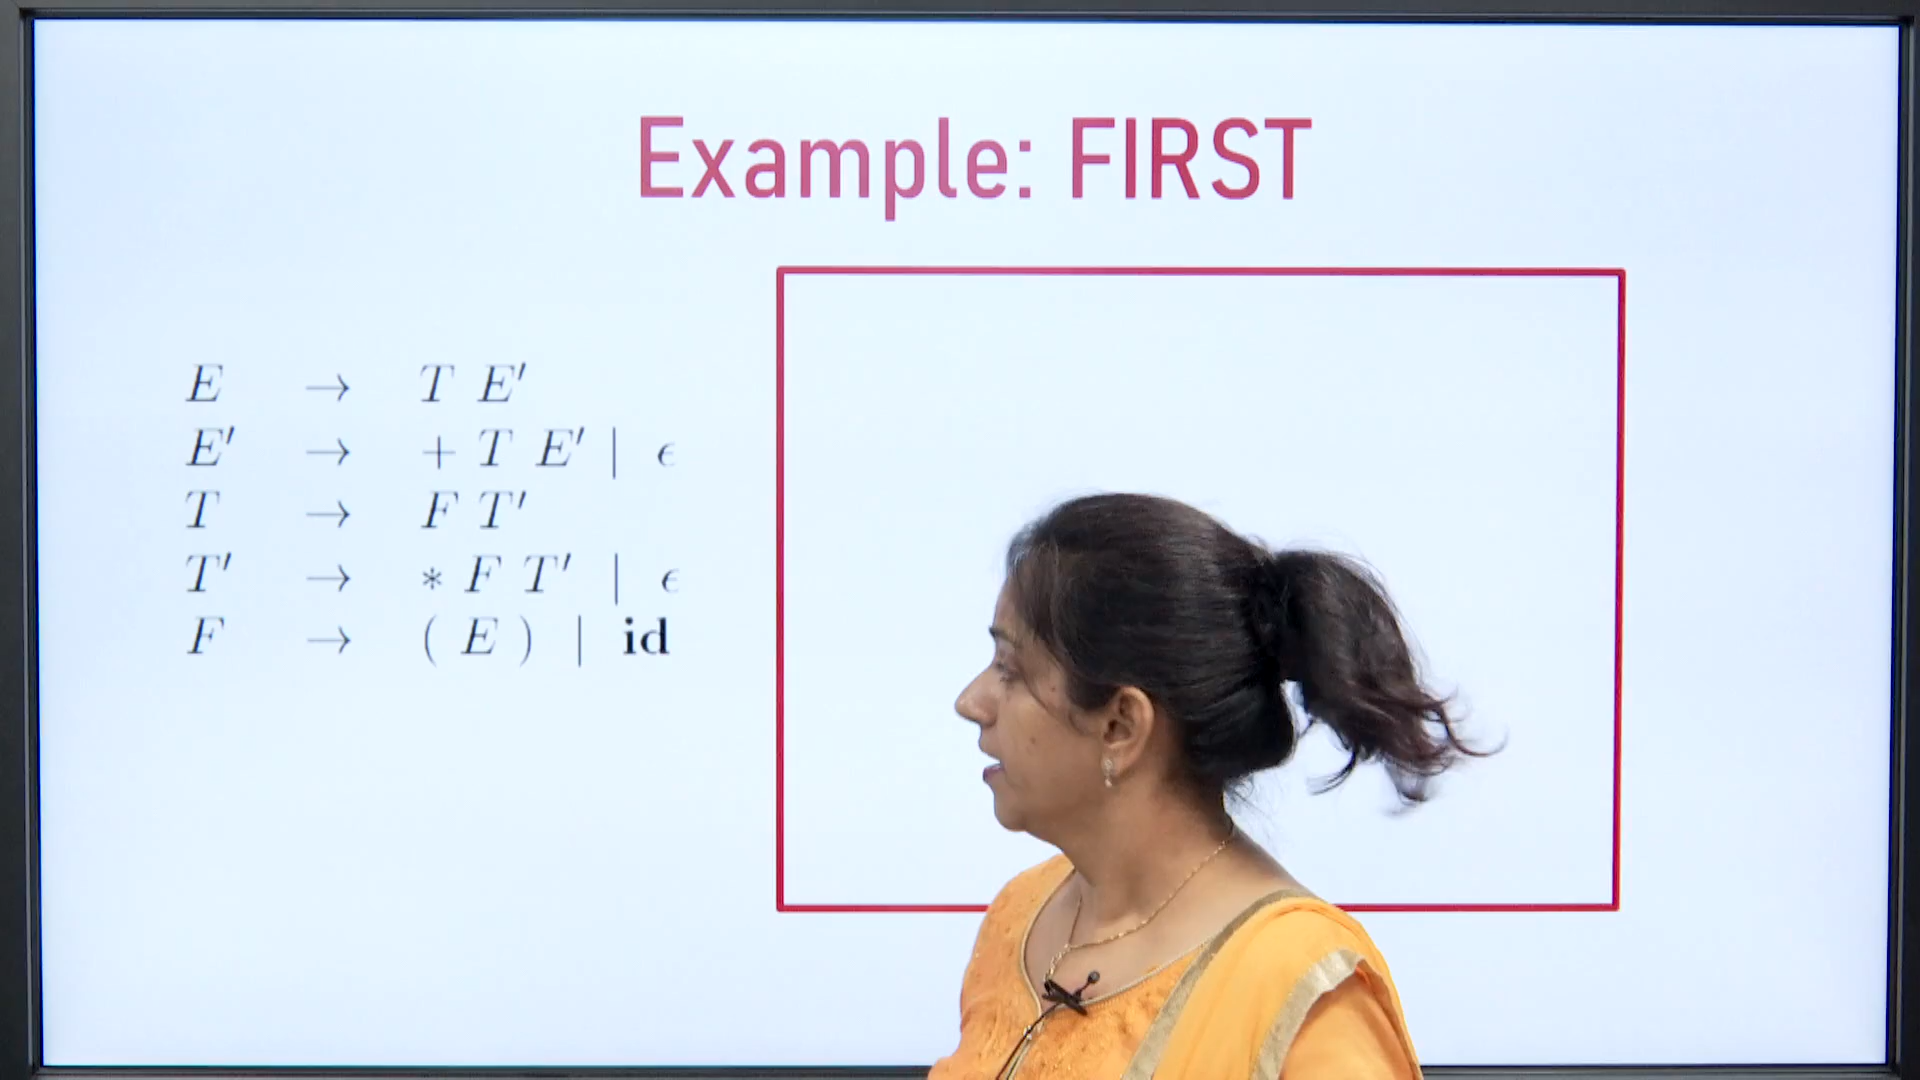 Example: FIRST
E → T E′
E′ → + T E′ | ϵ
T → F T′
T′ → * F T′ | ϵ
F → ( E ) | id